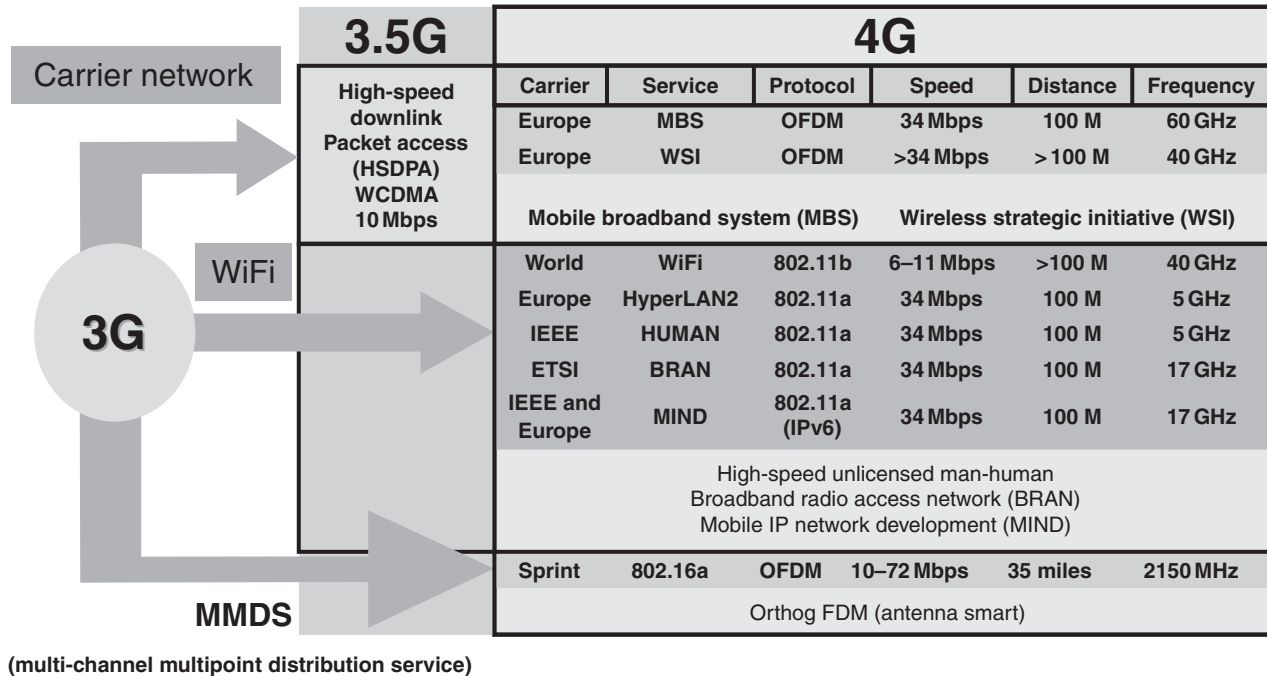 3.5G
4G
Carrier network
High-speed
downlink
Packet access
(HSDPA)
WCDMA
10 Mbps
Carrier Service Protocol Speed Distance Frequency
Europe MBS OFDM 34 Mbps 100 M 60 GHz
Europe WSI OFDM >34 Mbps >100 M 40 GHz
Mobile broadband system (MBS) Wireless strategic initiative (WSI)
WiFi
3G
World WiFi 802.11b 6–11 Mbps >100 M 40 GHz
Europe HyperLAN2 802.11a 34 Mbps 100 M 5 GHz
IEEE HUMAN 802.11a 34 Mbps 100 M 5 GHz
ETSI BRAN 802.11a 34 Mbps 100 M 17 GHz
IEEE and
Europe MIND 802.11a
(IPv6) 34 Mbps 100 M 17 GHz
High-speed unlicensed man-human
Broadband radio access network (BRAN)
Mobile IP network development (MIND)
Sprint 802.16a OFDM 10–72 Mbps 35 miles 2150 MHz
Orthog FDM (antenna smart)
MMDS
(multi-channel multipoint distribution service)